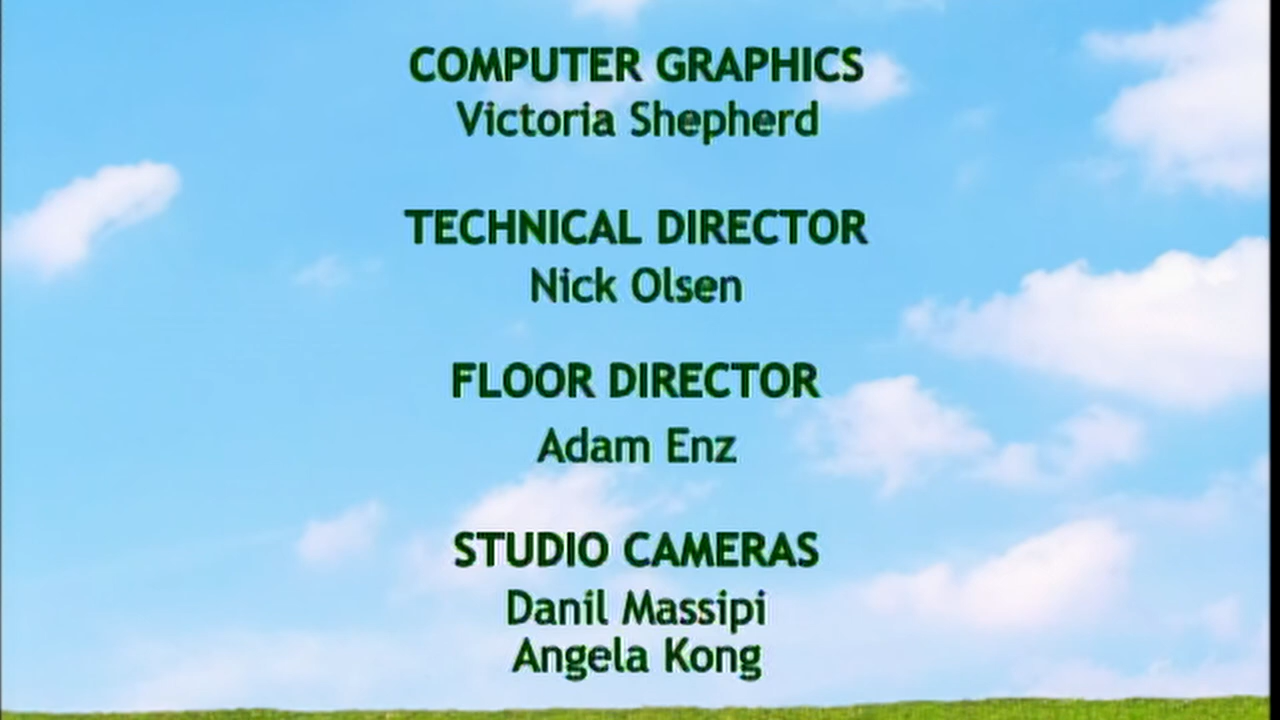 COMPUTER GRAPHICS
Victoria Shepherd
TECHNICAL DIRECTOR
Nick Olsen
FLOOR DIRECTOR
Adam Enz
STUDIO CAMERAS
Danil Massipi
Angela Kong